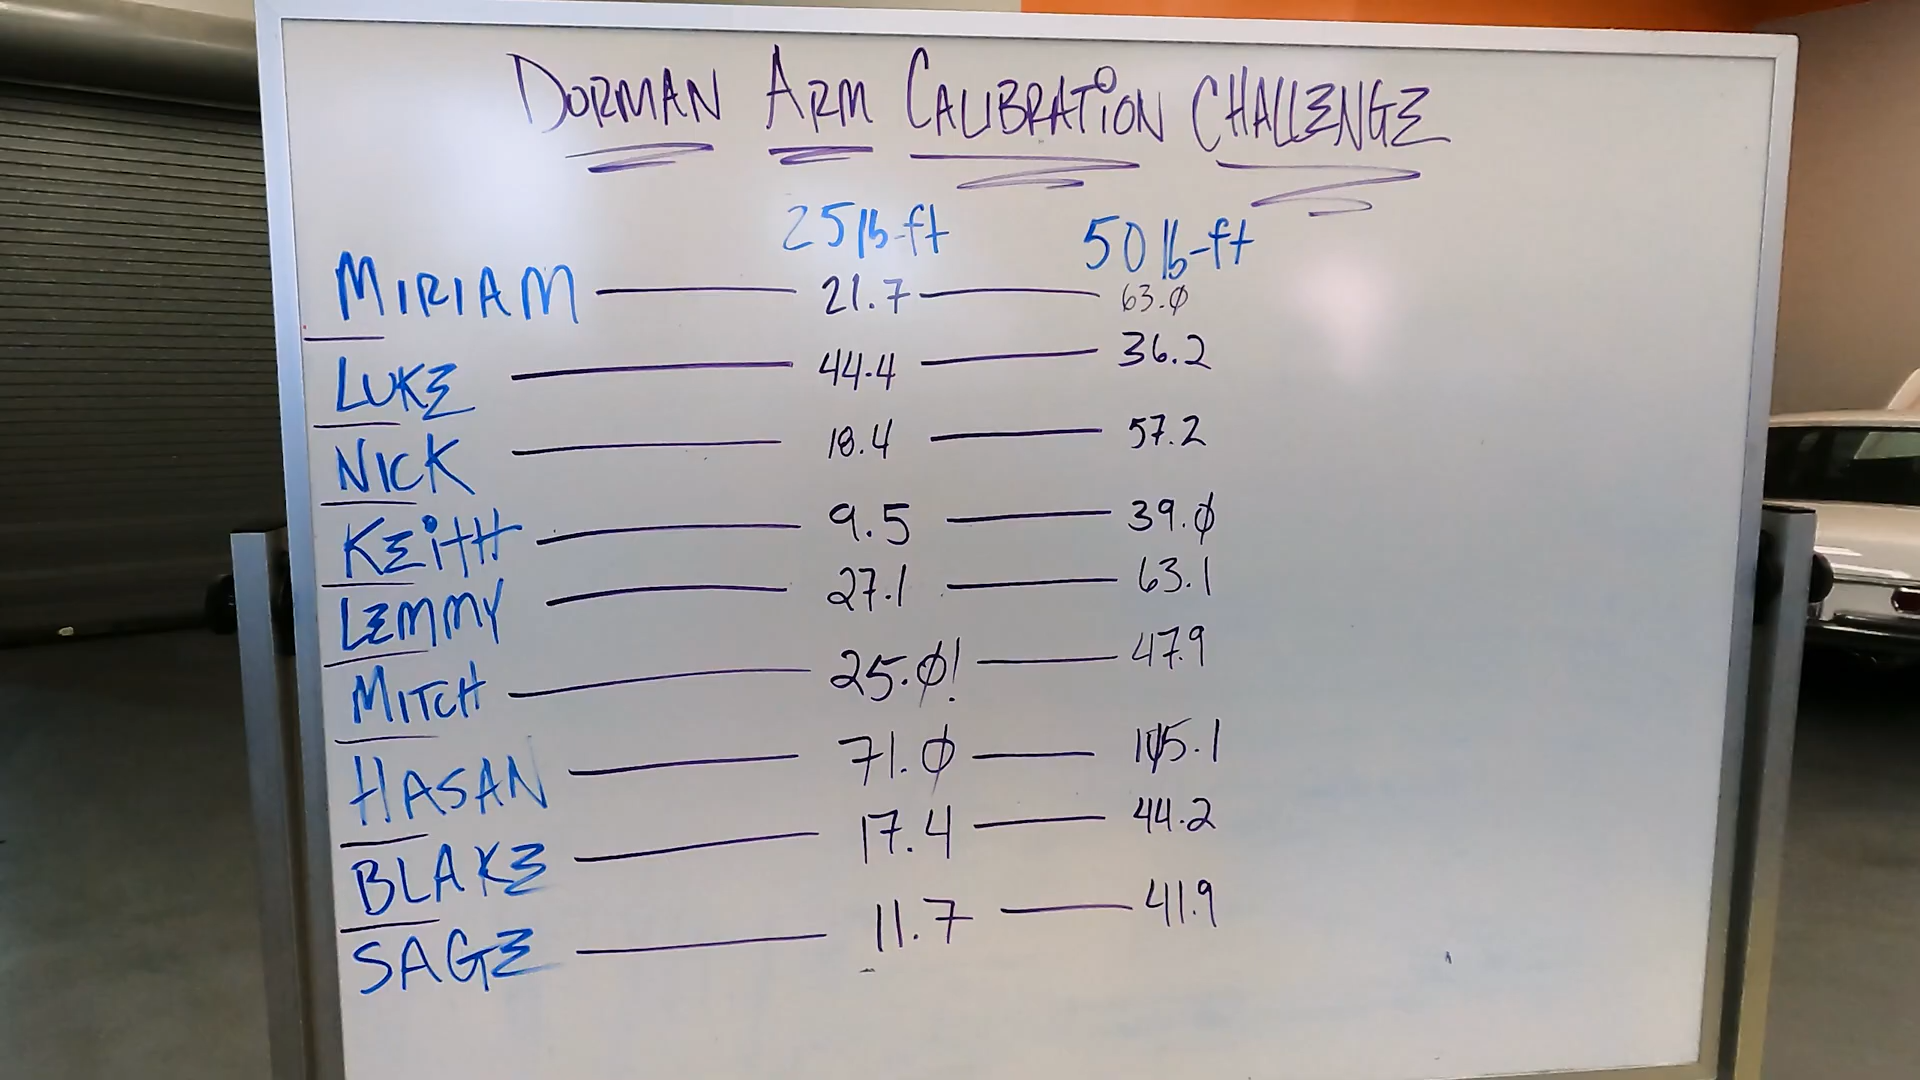 DORMAN ARM CALIBRATION CHALLENGE
25 lb-ft 50 lb-ft
MIRIAM 21.7 63.0
LUKE 44.4 36.2
NICK 18.4 57.2
KEITH 9.5 39.0
LEMMY 27.1 63.1
MITCH 25.0! 47.9
HASAN 71.0 105.1
BLAKE 17.4 44.2
SAGE 11.7 41.9